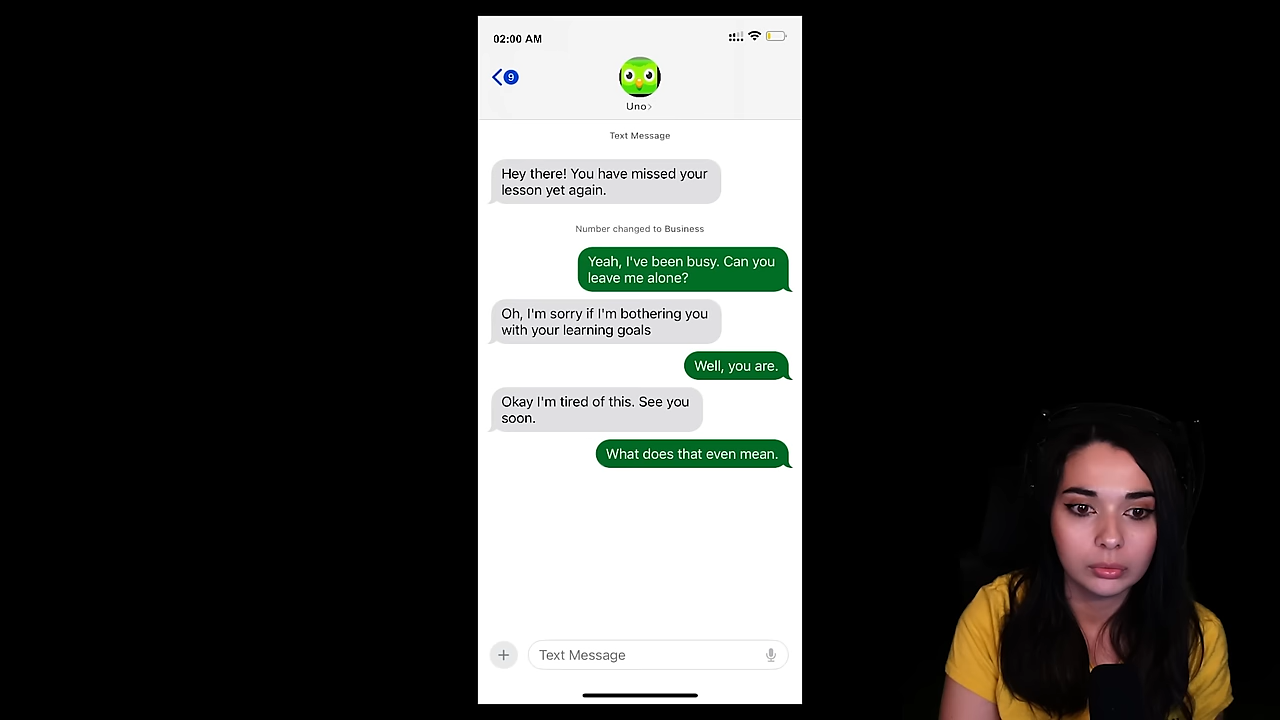 02:00 AM
9
Uno
Text Message
Hey there! You have missed your
lesson yet again.
Number changed to Business
Yeah, I've been busy. Can you
leave me alone?
Oh, I'm sorry if I'm bothering you
with your learning goals
Well, you are.
Okay I'm tired of this. See you
soon.
What does that even mean.
Text Message